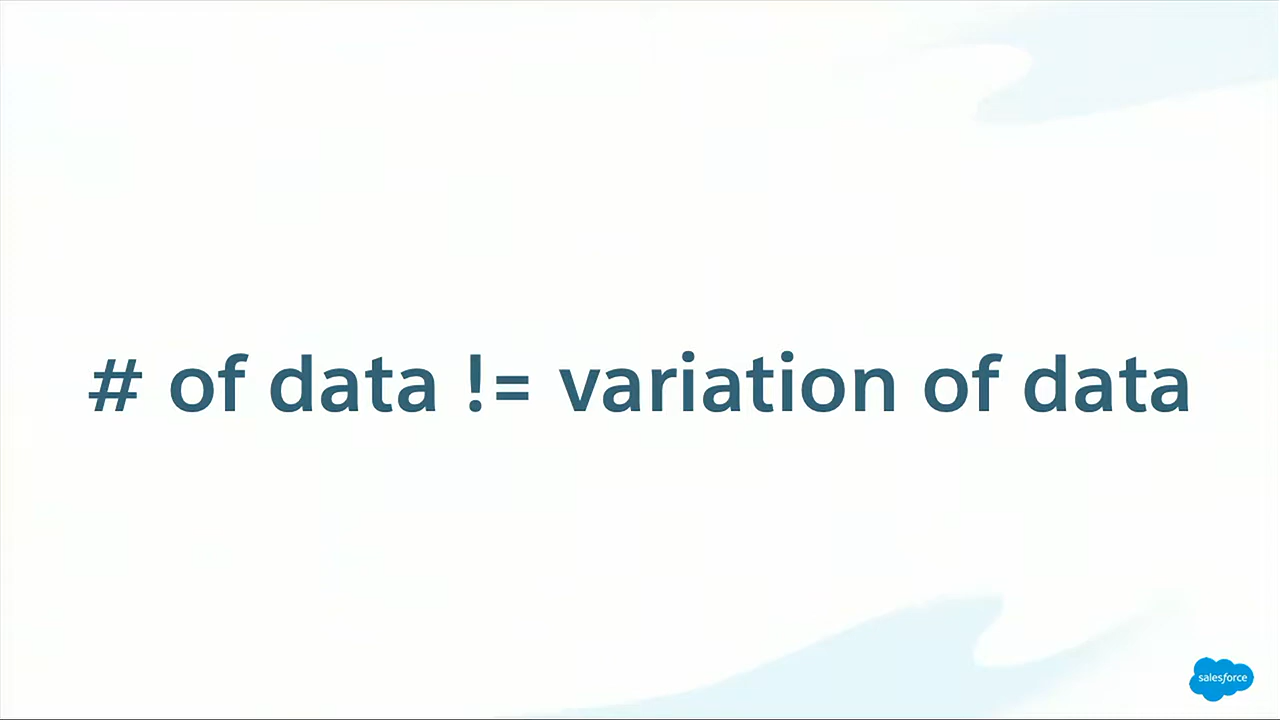 # of data != variation of data
salesforce